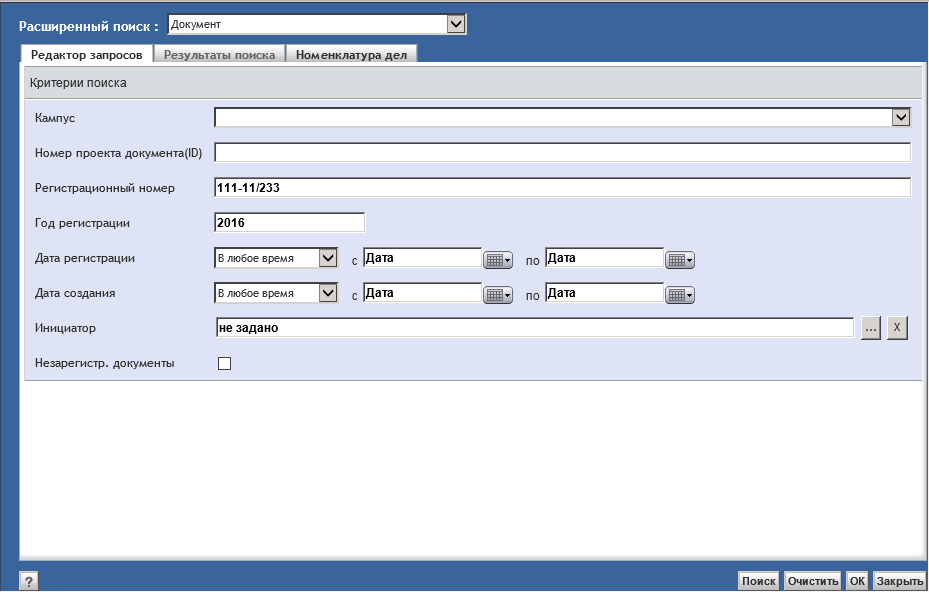 Расширенный поиск : Документ
Редактор запросов Результаты поиска Номенклатура дел
Критерии поиска
Кампус
Номер проекта документа(ID)
Регистрационный номер 111-11/233
Год регистрации 2016
Дата регистрации В любое время с Дата по Дата
Дата создания В любое время с Дата по Дата
Инициатор не задано ... X
Незарегистр. документы
? Поиск Очистить ОК Закрыть